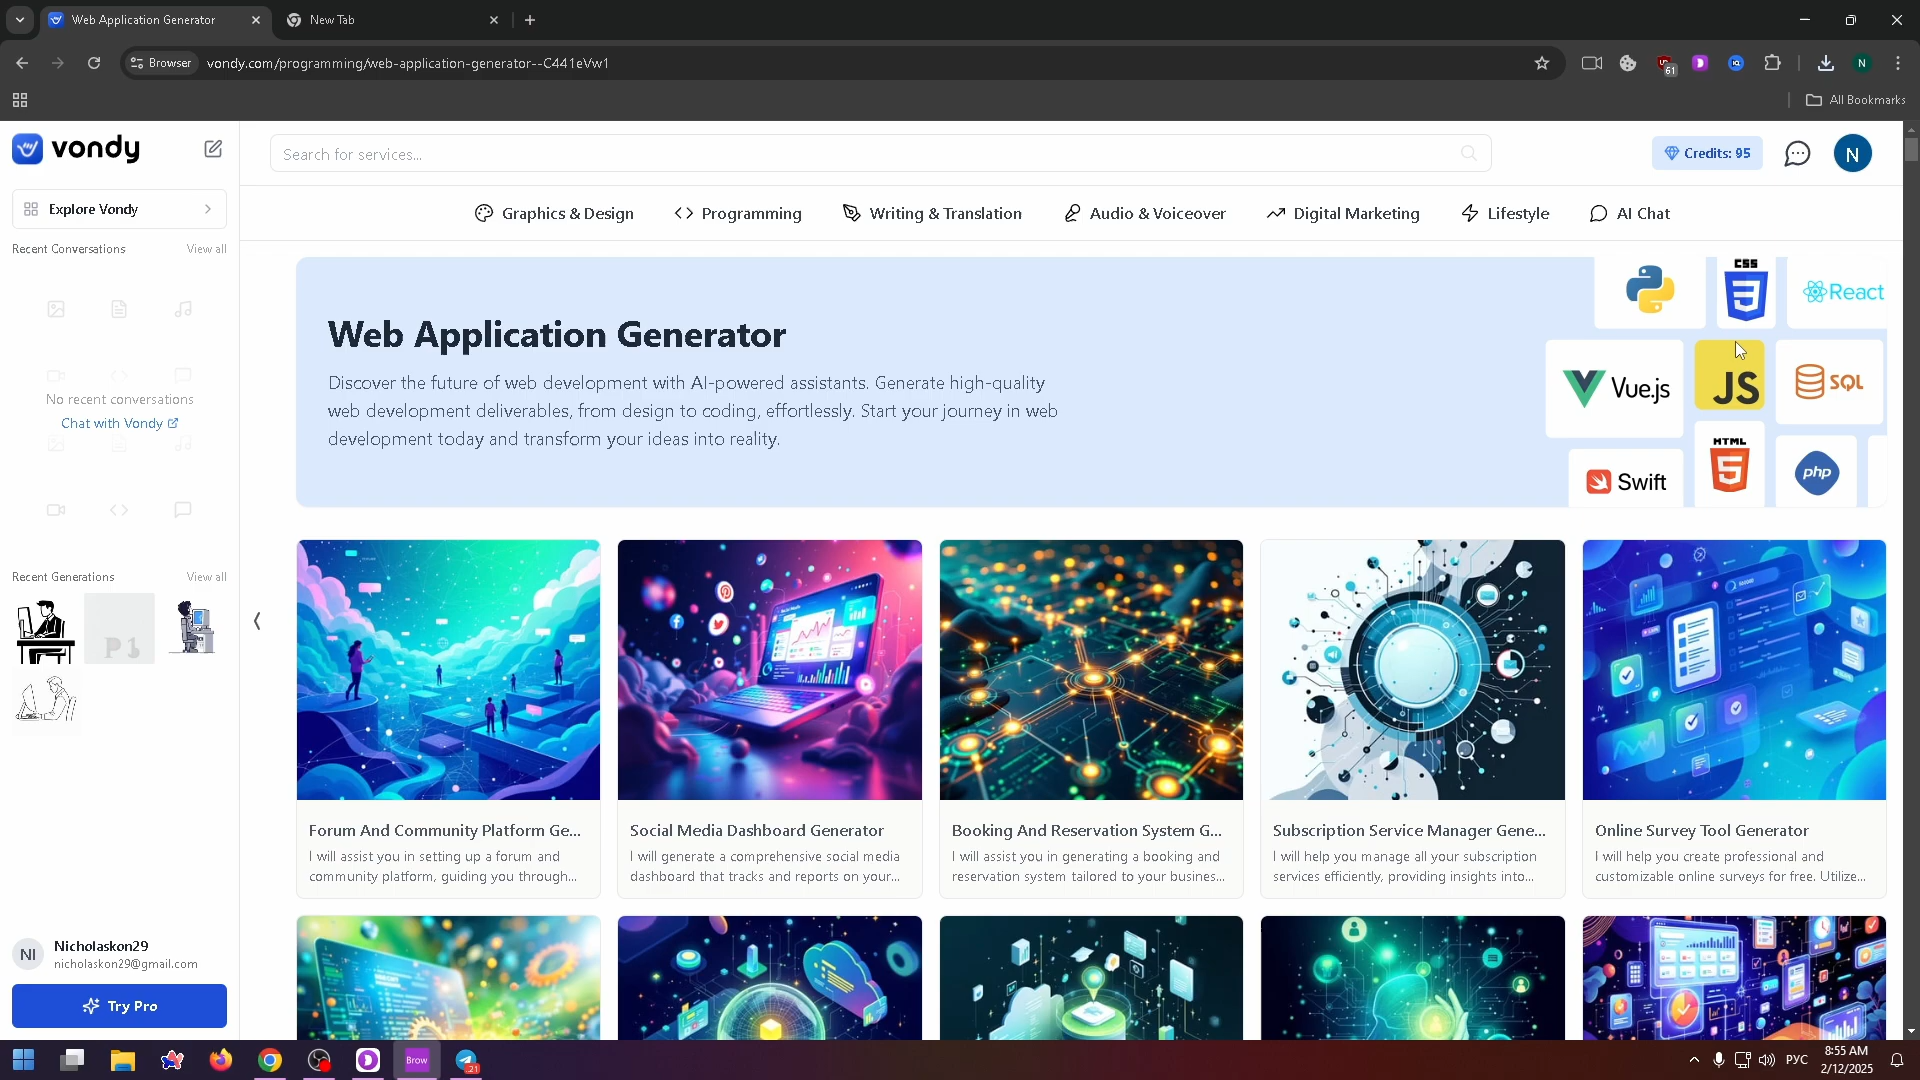 Web Application Generator
New Tab
Browser
vondy.com/programming/web-application-generator--C441eVw1
61
N
All Bookmarks
vondy
Search for services...
Credits: 95
N
Explore Vondy
Graphics & Design
Programming
Writing & Translation
Audio & Voiceover
Digital Marketing
Lifestyle
AI Chat
Recent Conversations
View all
No recent conversations
Chat with Vondy
Web Application Generator
Discover the future of web development with AI-powered assistants. Generate high-quality
web development deliverables, from design to coding, effortlessly. Start your journey in web
development today and transform your ideas into reality.
CSS
3
React
Vue.js
JS
SQL
HTML
5
Swift
php
Recent Generations
View all
Forum And Community Platform Ge...
I will assist you in setting up a forum and
community platform, guiding you through...
Social Media Dashboard Generator
I will generate a comprehensive social media
dashboard that tracks and reports on your...
Booking And Reservation System G...
I will assist you in generating a booking and
reservation system tailored to your busines...
Subscription Service Manager Gene...
I will help you manage all your subscription
services efficiently, providing insights into...
Online Survey Tool Generator
I will help you create professional and
customizable online surveys for free. Utilize...
NI
Nicholaskon29
nicholaskon29@gmail.com
Try Pro
Brow
21
РУС
8:55 AM
2/12/2025